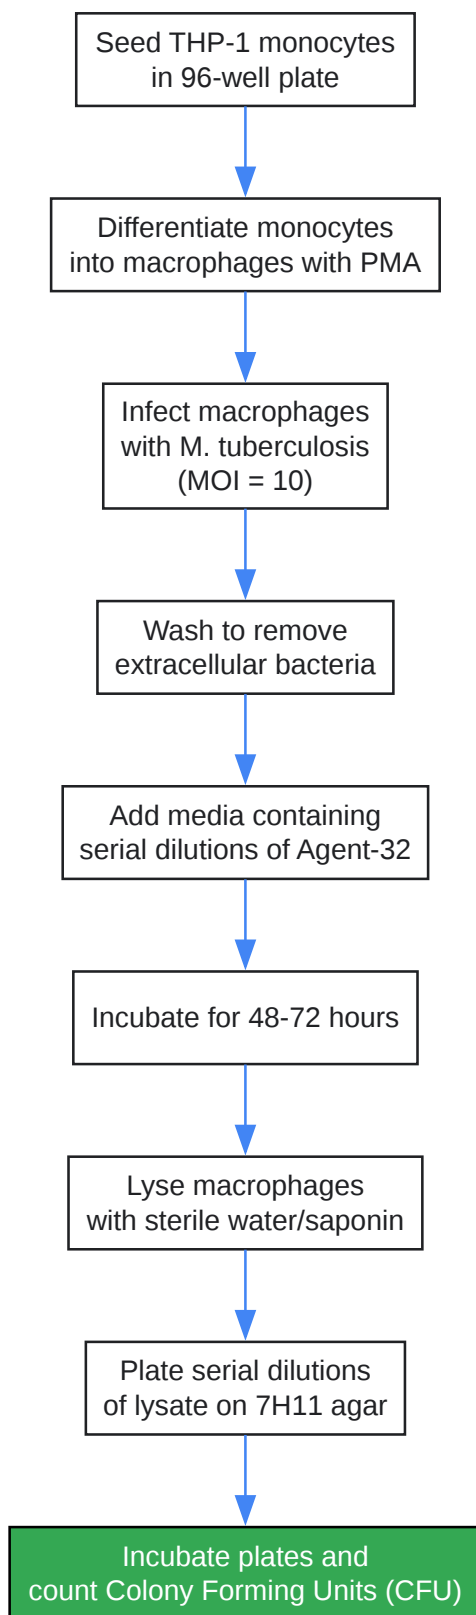 Seed THP-1 monocytes
in 96-well plate
Differentiate monocytes
into macrophages with PMA
Infect macrophages
with M. tuberculosis
(MOI = 10)
Wash to remove
extracellular bacteria
Add media containing
serial dilutions of Agent-32
Incubate for 48-72 hours
Lyse macrophages
with sterile water/saponin
Plate serial dilutions
of lysate on 7H11 agar
Incubate plates and
count Colony Forming Units (CFU)